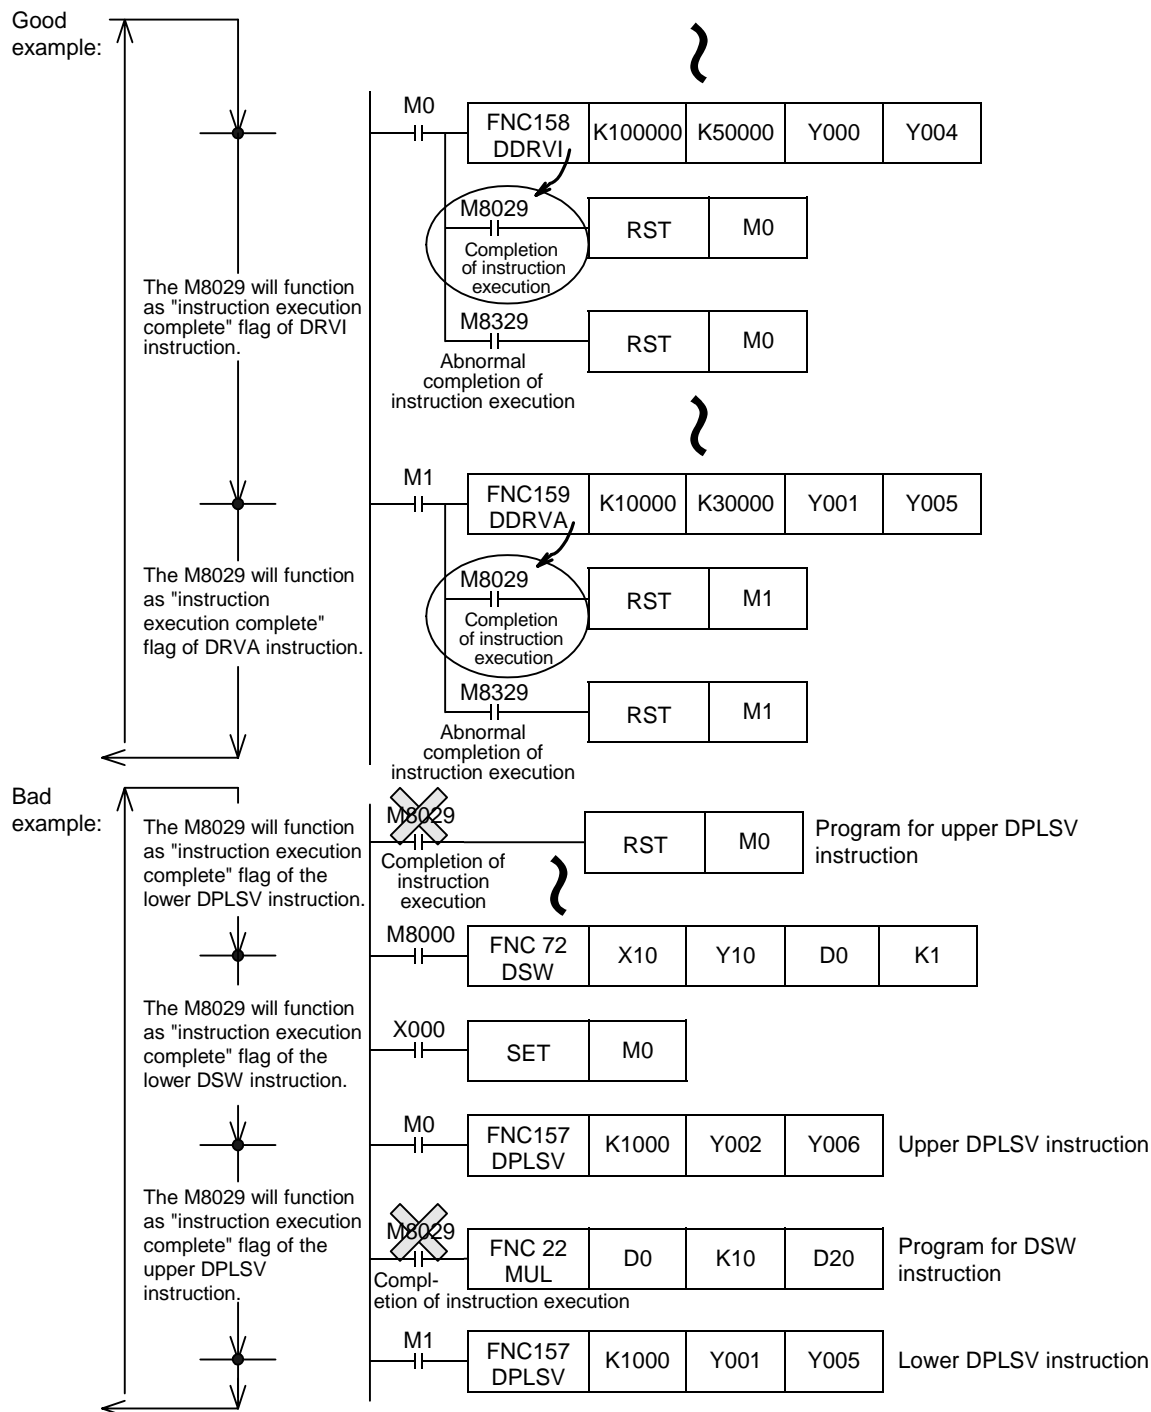 Good
example:
M0
FNC158
DDRVI
K100000
K50000
Y000
Y004
M8029
Completion
of instruction
execution
RST
M0
The M8029 will function
as "instruction execution
complete" flag of DRVI
instruction.
M8329
Abnormal
completion of
instruction execution
RST
M0
M1
FNC159
DDRVA
K10000
K30000
Y001
Y005
The M8029 will function
as "instruction
execution complete"
flag of DRVA instruction.
M8029
Completion
of instruction
execution
RST
M1
M8329
Abnormal
completion of
instruction execution
RST
M1
Bad
example:
The M8029 will function
as "instruction execution
complete" flag of the
lower DPLSV instruction.
M8029
Completion of
instruction
execution
RST
M0
Program for upper DPLSV
instruction
M8000
FNC 72
DSW
X10
Y10
D0
K1
The M8029 will function
as "instruction execution
complete" flag of the
lower DSW instruction.
X000
SET
M0
M0
FNC157
DPLSV
K1000
Y002
Y006
Upper DPLSV instruction
The M8029 will function
as "instruction execution
complete" flag of the
upper DPLSV
instruction.
M8029
Compl-
etion of instruction execution
FNC 22
MUL
D0
K10
D20
Program for DSW
instruction
M1
FNC157
DPLSV
K1000
Y001
Y005
Lower DPLSV instruction